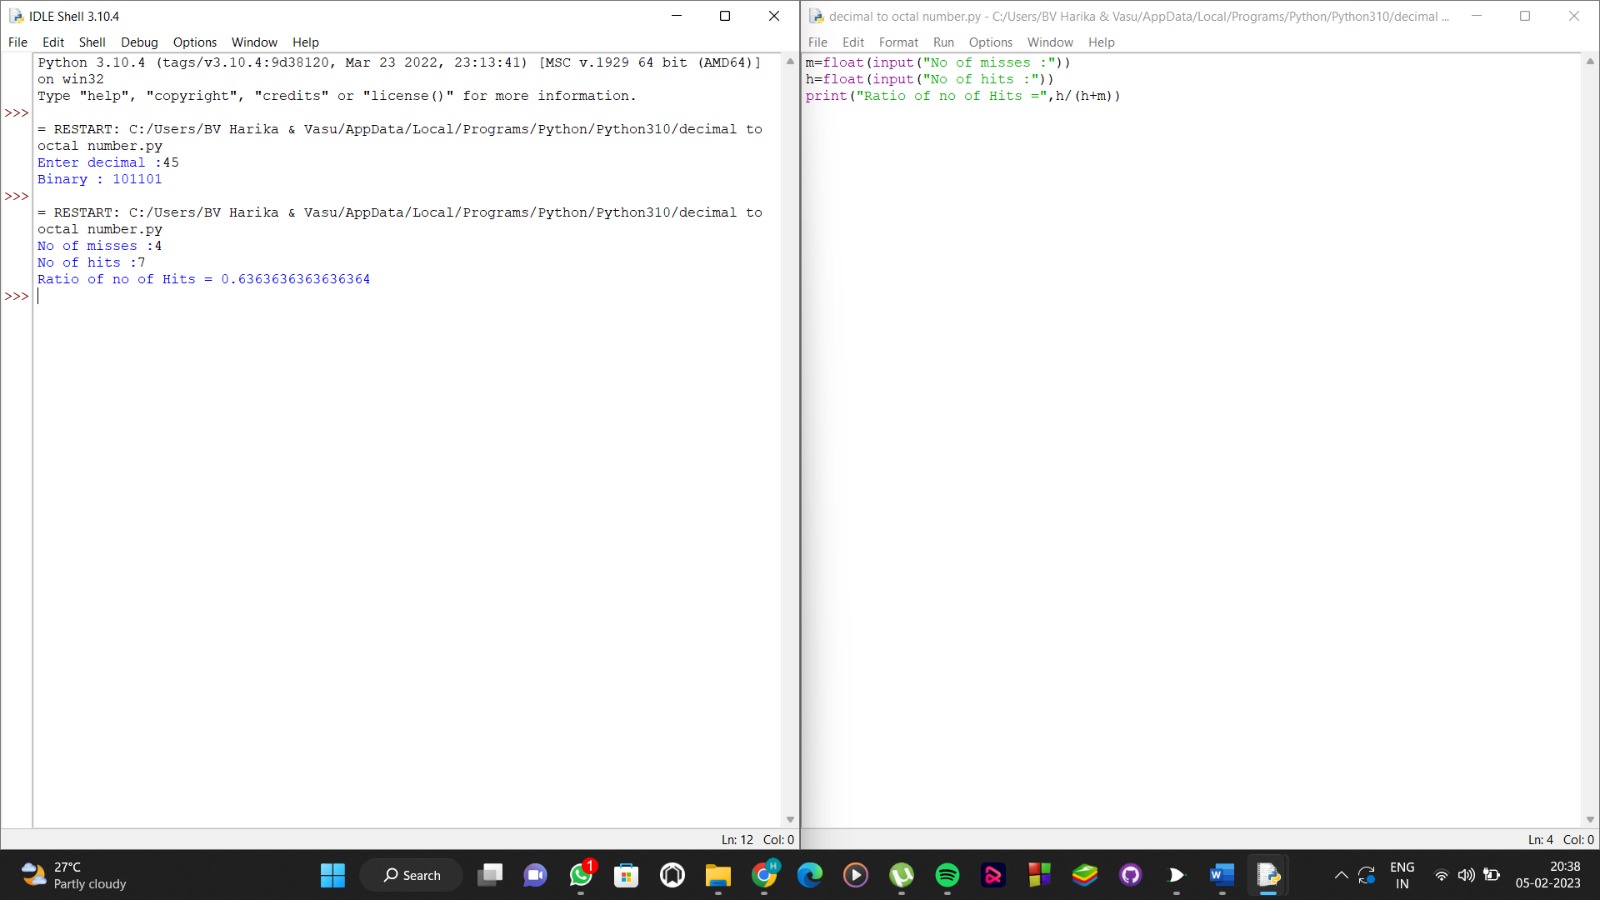 IDLE Shell 3.10.4
File Edit Shell Debug Options Window Help
Python 3.10.4 (tags/v3.10.4:9d38120, Mar 23 2022, 23:13:41) [MSC v.1929 64 bit (AMD64)]
on win32
Type "help", "copyright", "credits" or "license()" for more information.
>>>
= RESTART: C:/Users/BV Harika & Vasu/AppData/Local/Programs/Python/Python310/decimal to
octal number.py
Enter decimal :45
Binary : 101101
>>>
= RESTART: C:/Users/BV Harika & Vasu/AppData/Local/Programs/Python/Python310/decimal to
octal number.py
No of misses :4
No of hits :7
Ratio of no of Hits = 0.6363636363636364
>>>
Ln: 12 Col: 0
decimal to octal number.py - C:/Users/BV Harika & Vasu/AppData/Local/Programs/Python/Python310/decimal ...
File Edit Format Run Options Window Help
m=float(input("No of misses :"))
h=float(input("No of hits :"))
print("Ratio of no of Hits =",h/(h+m))
Ln: 4 Col: 0
27°C
Partly cloudy
Search
1
H
W
ENG
IN
20:38
05-02-2023